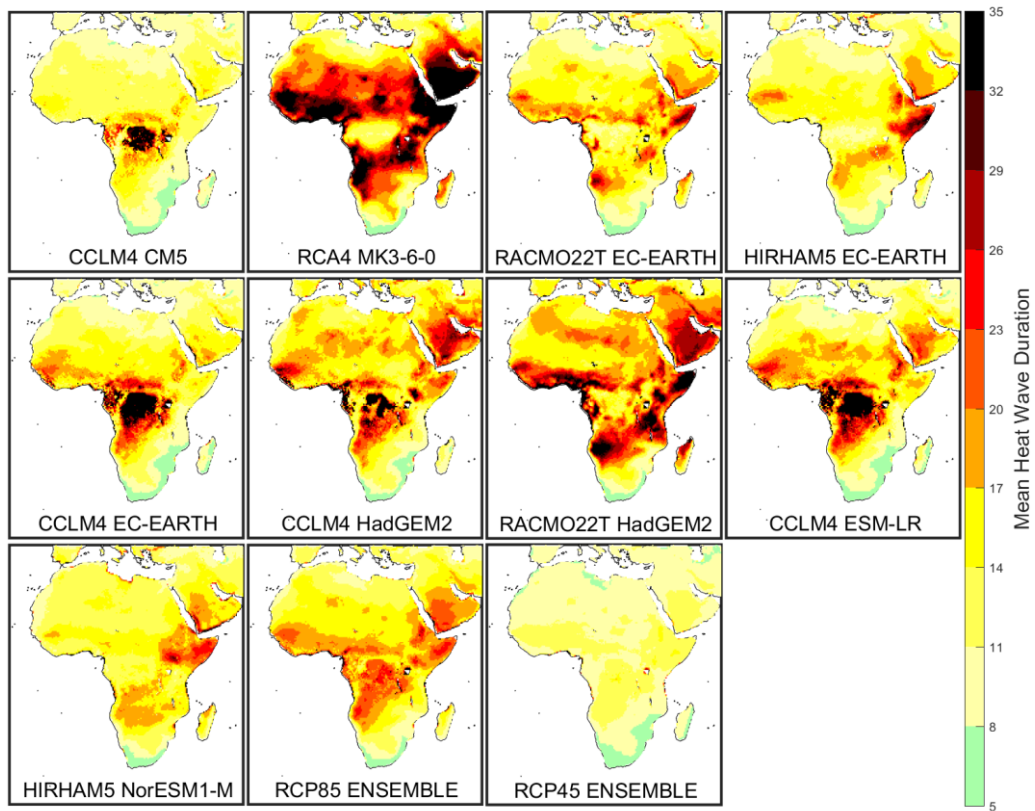 CCLM4 CM5
RCA4 MK3-6-0
RACMO22T EC-EARTH
HIRHAM5 EC-EARTH
CCLM4 EC-EARTH
CCLM4 HadGEM2
RACMO22T HadGEM2
CCLM4 ESM-LR
HIRHAM5 NorESM1-M
RCP85 ENSEMBLE
RCP45 ENSEMBLE
35
32
29
26
23
20
17
14
11
8
5
Mean Heat Wave Duration